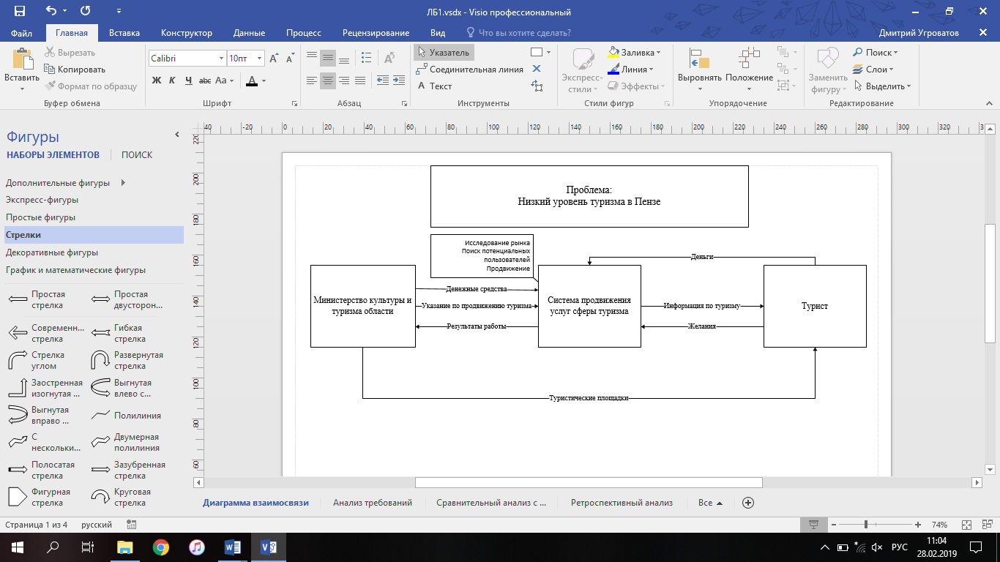 ЛБ1.vsdx - Visio профессиональный
Файл Главная Вставка Конструктор Данные Процесс Рецензирование Вид Что вы хотите сделать? Дмитрий Угроватов
Вставить
Вырезать
Копировать
Формат по образцу
Буфер обмена
Calibri 10пт
Ж К Ч abc Aa A
Шрифт
Абзац
Указатель
Соединительная линия
А Текст
Инструменты
Экспресс-
стили
Заливка
Линия
Эффекты
Стили фигур
Выровнять Положение
Упорядочение
Заменить
фигуру
Поиск
Слои
Выделить
Редактирование
Фигуры
НАБОРЫ ЭЛЕМЕНТОВ ПОИСК
Дополнительные фигуры
Экспресс-фигуры
Простые фигуры
Стрелки
Декоративные фигуры
График и математические фигуры
Простая
стрелка
Простая
двусторон...
Современн...
стрелка
Гибкая
стрелка
Стрелка
углом
Развернутая
стрелка
Заостренная
изогнутая ...
Выгнутая
влево с...
Выгнутая
вправо ...
Полилиния
С
нескольки...
Двумерная
полилиния
Полосатая
стрелка
Зазубренная
стрелка
Фигурная
стрелка
Круговая
стрелка
40 -20 0 20 40 60 80 100 120 140 160 180 200 220 240 260 280 300 320 3
220
200
180
160
140
120
100
80
60
Проблема:
Низкий уровень туризма в Пензе
Исследование рынка
Поиск потенциальных
пользователей
Продвижение
Деньги
Министерство культуры и
туризма области
Денежные средства
Указание по продвижению туризма
Результаты работы
Система продвижения
услуг сферы туризма
Информация по туризму
Желания
Турист
Туристические площадки
Диаграмма взаимосвязи Анализ требований Сравнительный анализ с ... Ретроспективный анализ Все
Страница 1 из 4 русский 74%
РУС
11:04
28.02.2019